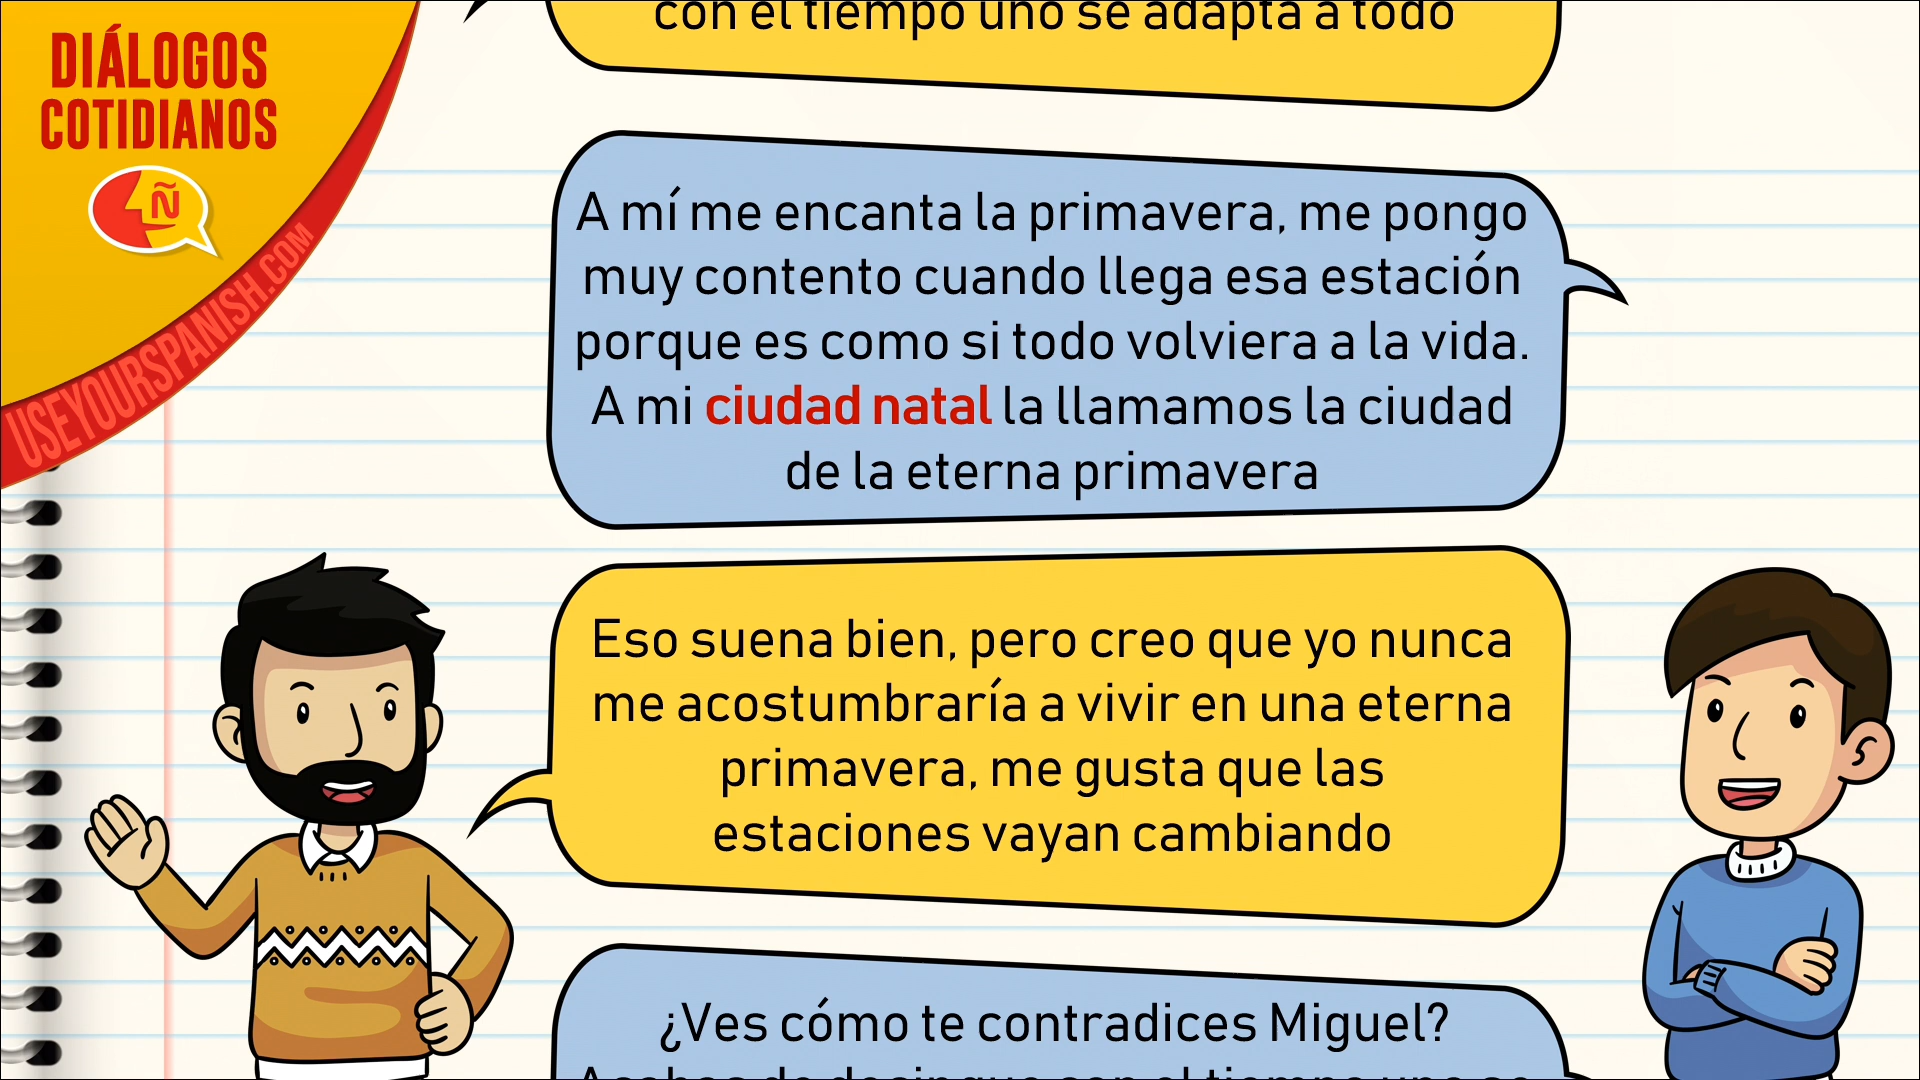 DIÁLOGOS
COTIDIANOS
Ñ
USEYOURSPANISH.COM
con el tiempo uno se adapta a todo
A mí me encanta la primavera, me pongo
muy contento cuando llega esa estación
porque es como si todo volviera a la vida.
A mi ciudad natal la llamamos la ciudad
de la eterna primavera
Eso suena bien, pero creo que yo nunca
me acostumbraría a vivir en una eterna
primavera, me gusta que las
estaciones vayan cambiando
¿Ves cómo te contradices Miguel?